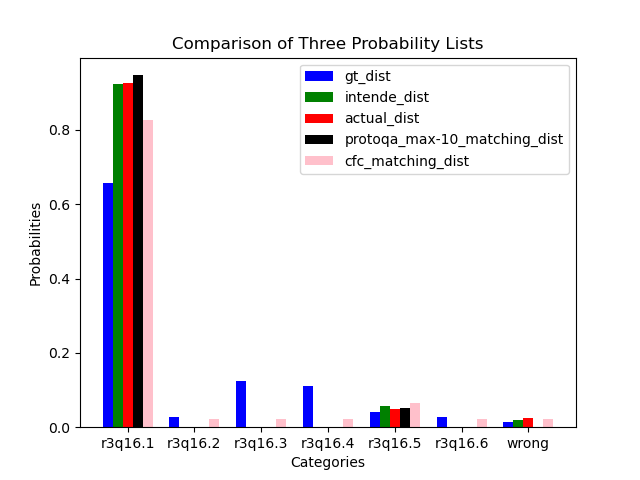 Comparison of Three Probability Lists
gt_dist
intende_dist
actual_dist
protoqa_max-10_matching_dist
cfc_matching_dist
Probabilities
0.8
0.6
0.4
0.2
0.0
r3q16.1 r3q16.2 r3q16.3 r3q16.4 r3q16.5 r3q16.6 wrong
Categories